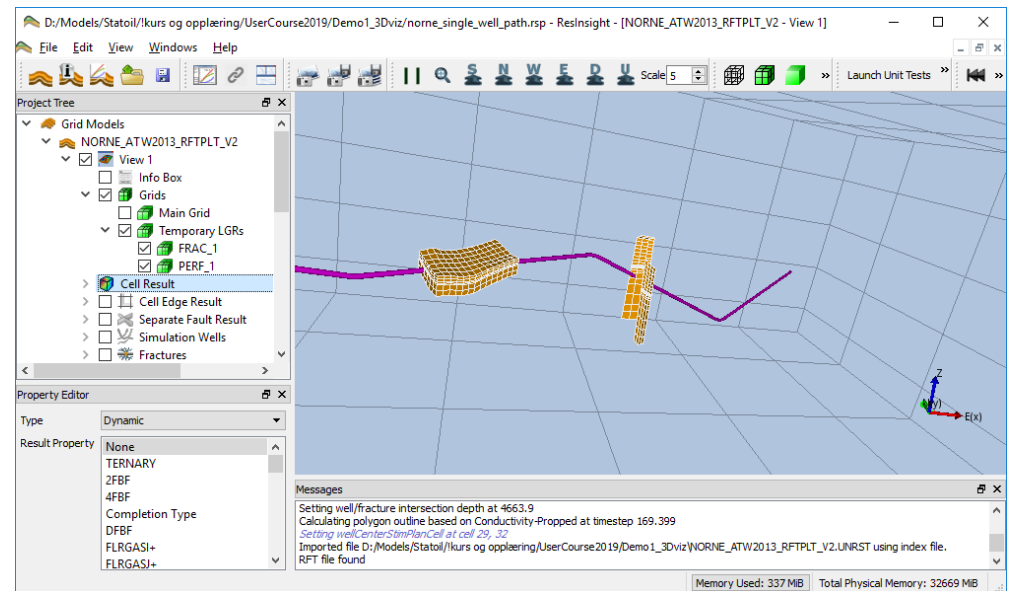 D:/Models/Statoil/!kurs og opplæring/UserCourse2019/Demo1_3Dviz/norne_single_well_path.rsp - ResInsight - [NORNE_ATW2013_RFTPLT_V2 - View 1]
File Edit View Windows Help
S N W E D U Scale 5 » Launch Unit Tests » »
Project Tree
Grid Models
NORNE_ATW2013_RFTPLT_V2
View 1
Info Box
Grids
Main Grid
Temporary LGRs
FRAC_1
PERF_1
Cell Result
Cell Edge Result
Separate Fault Result
Simulation Wells
Fractures
Property Editor
Type Dynamic
Result Property None
TERNARY
2FBF
4FBF
Completion Type
DFBF
FLRGASI+
FLRGASJ+
Z
y)
E(x)
Messages
Setting well/fracture intersection depth at 4663.9
Calculating polygon outline based on Conductivity-Propped at timestep 169.399
Setting wellCenterStimPlanCell at cell 29, 32
Imported file D:/Models/Statoil/!kurs og opplæring/UserCourse2019/Demo1_3Dviz\NORNE_ATW2013_RFTPLT_V2.UNRST using index file.
RFT file found
Memory Used: 337 MiB Total Physical Memory: 32669 MiB